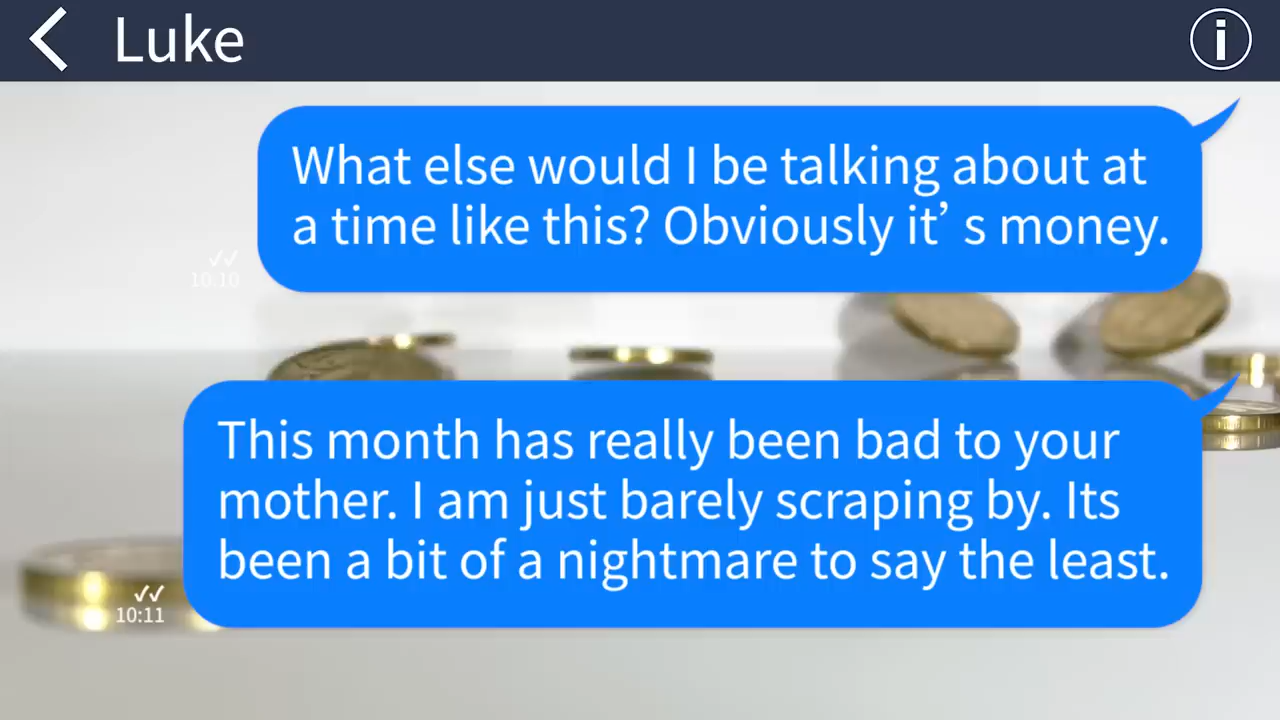 Luke
What else would I be talking about at
a time like this? Obviously it’s money.
10:10
This month has really been bad to your
mother. I am just barely scraping by. Its
been a bit of a nightmare to say the least.
10:11